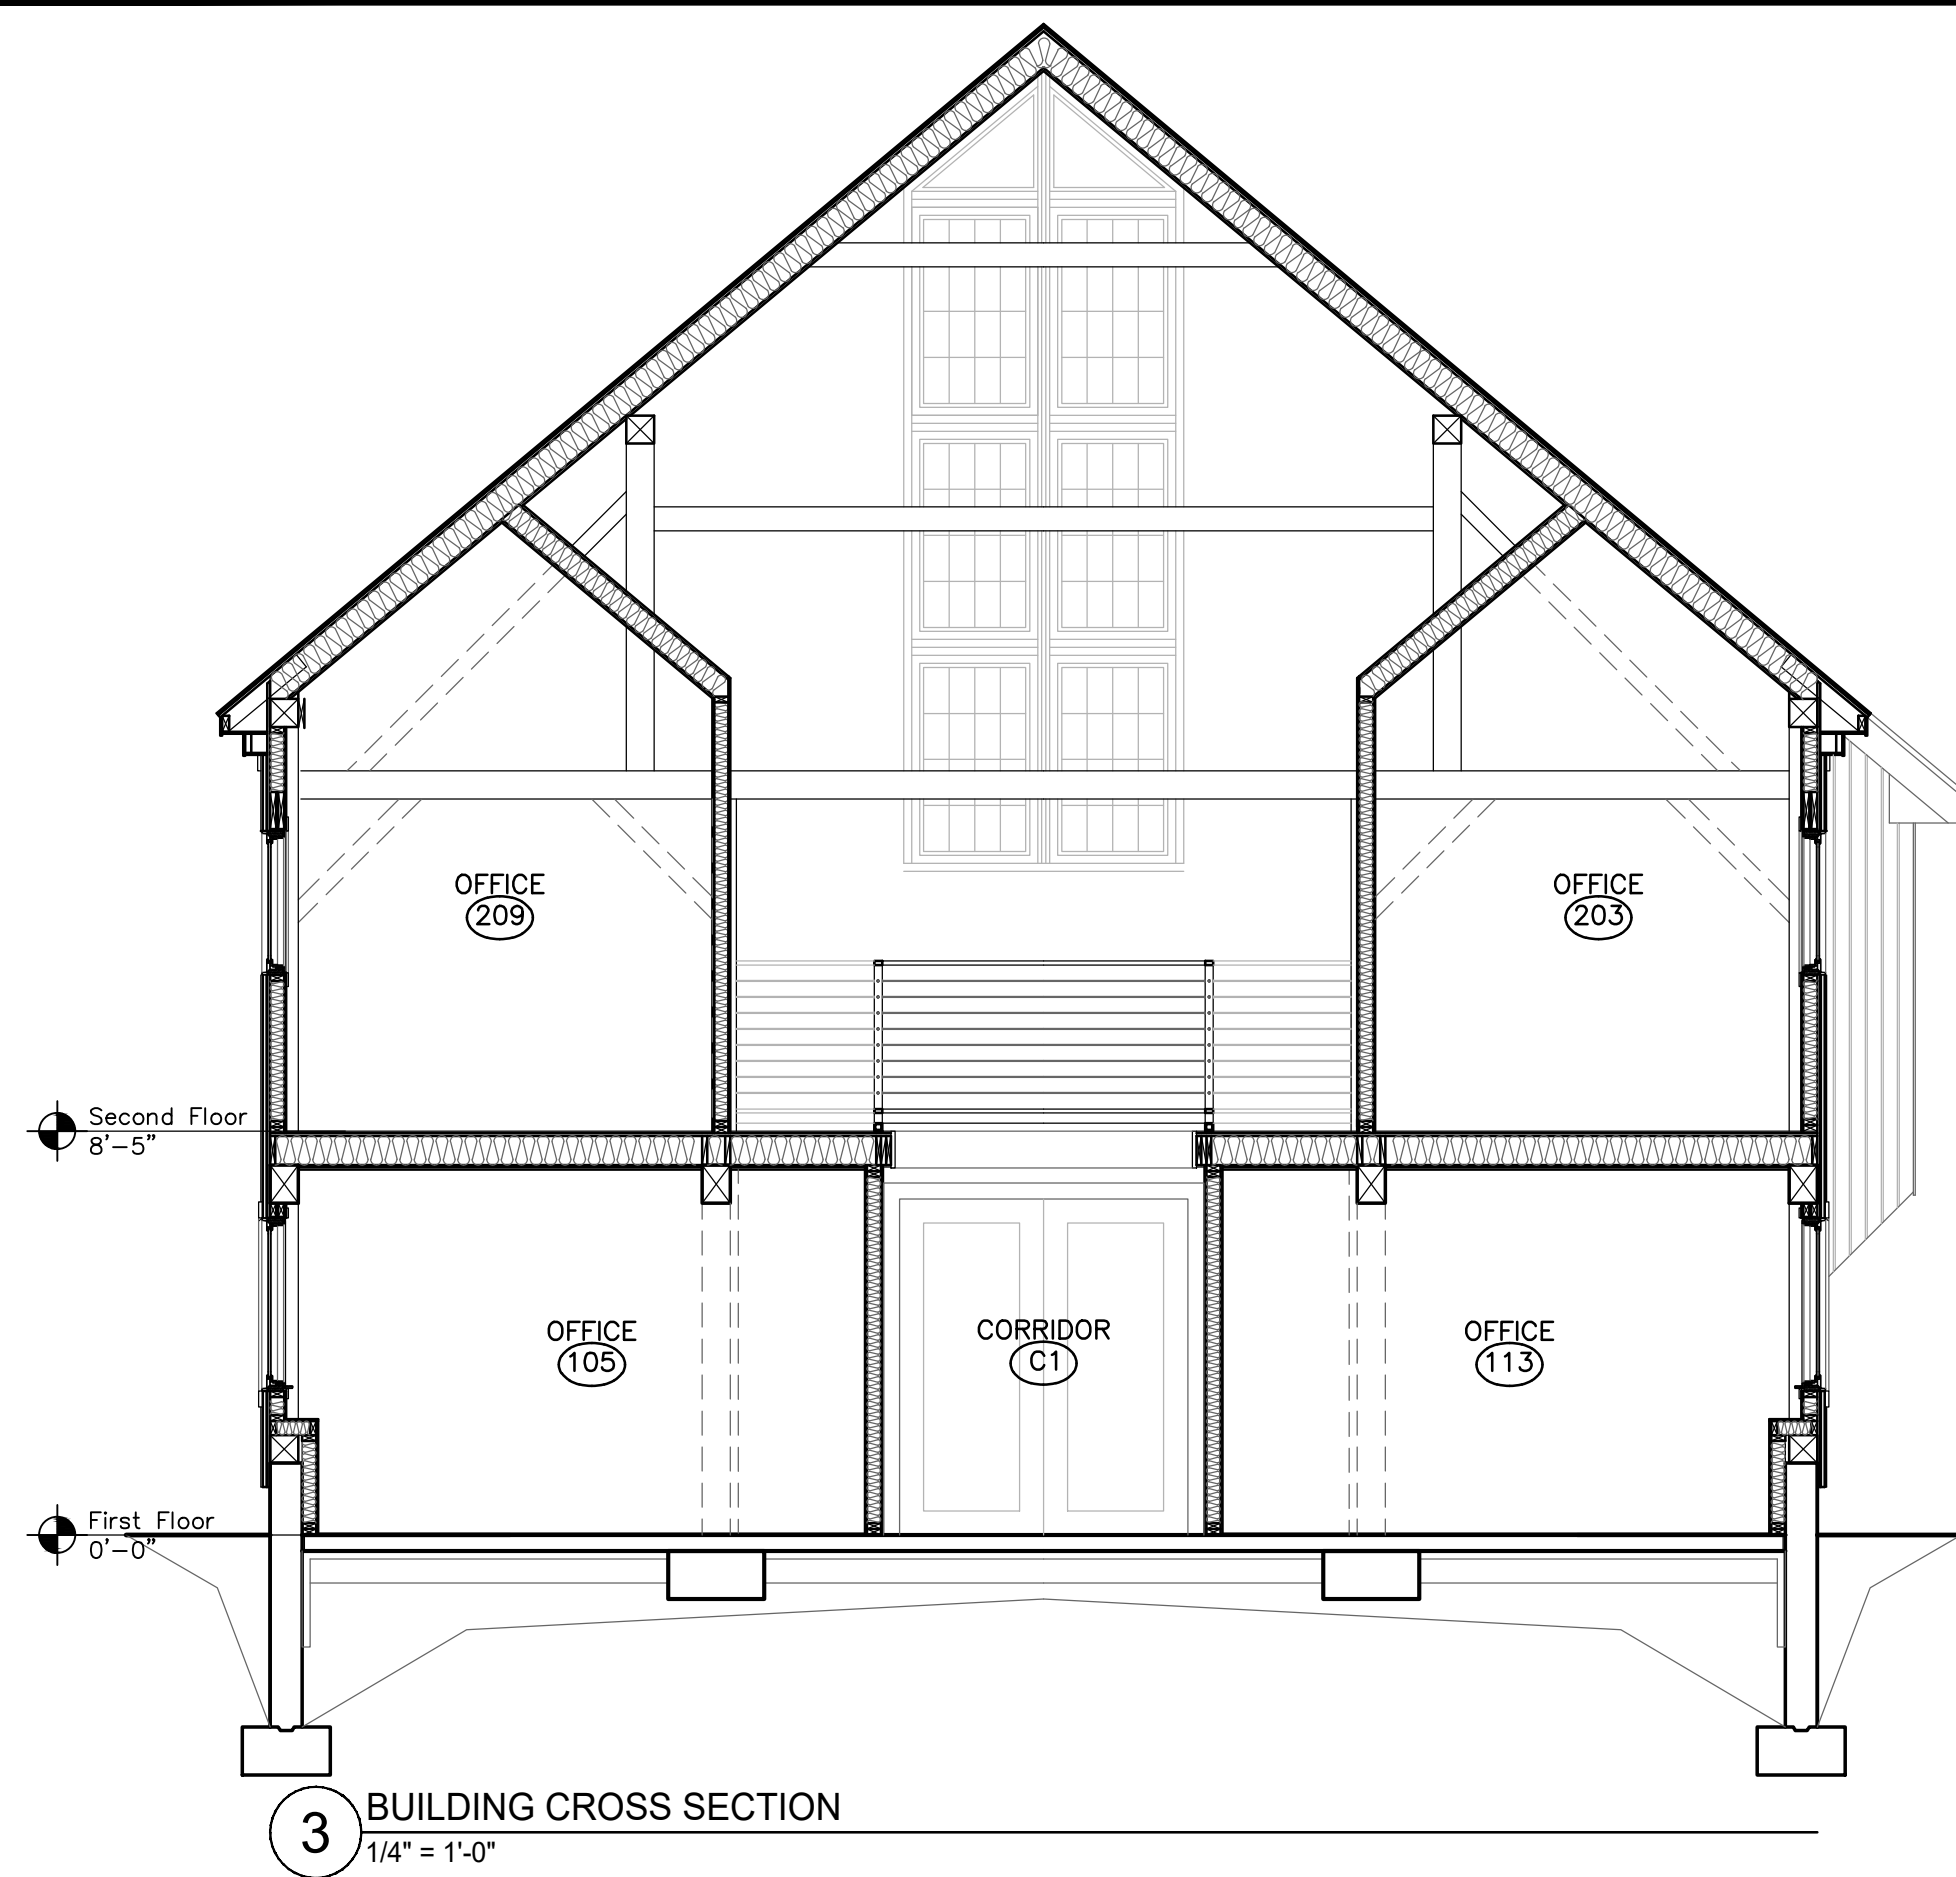 OFFICE
209
OFFICE
203
Second Floor
8'-5"
OFFICE
105
CORRIDOR
C1
OFFICE
113
First Floor
0'-0"
3
BUILDING CROSS SECTION
1/4" = 1'-0"